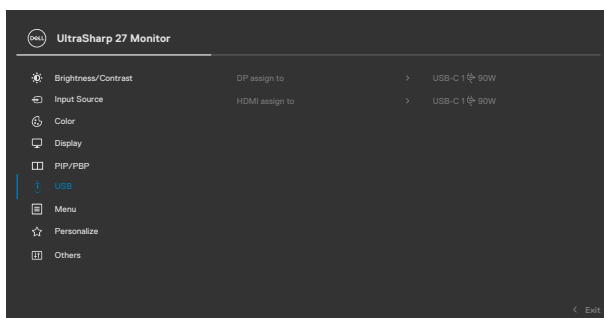 DELL UltraSharp 27 Monitor
Brightness/Contrast DP assign to > USB-C 1 90W
Input Source HDMI assign to > USB-C 1 90W
Color
Display
PIP/PBP
USB
Menu
Personalize
Others
< Exit